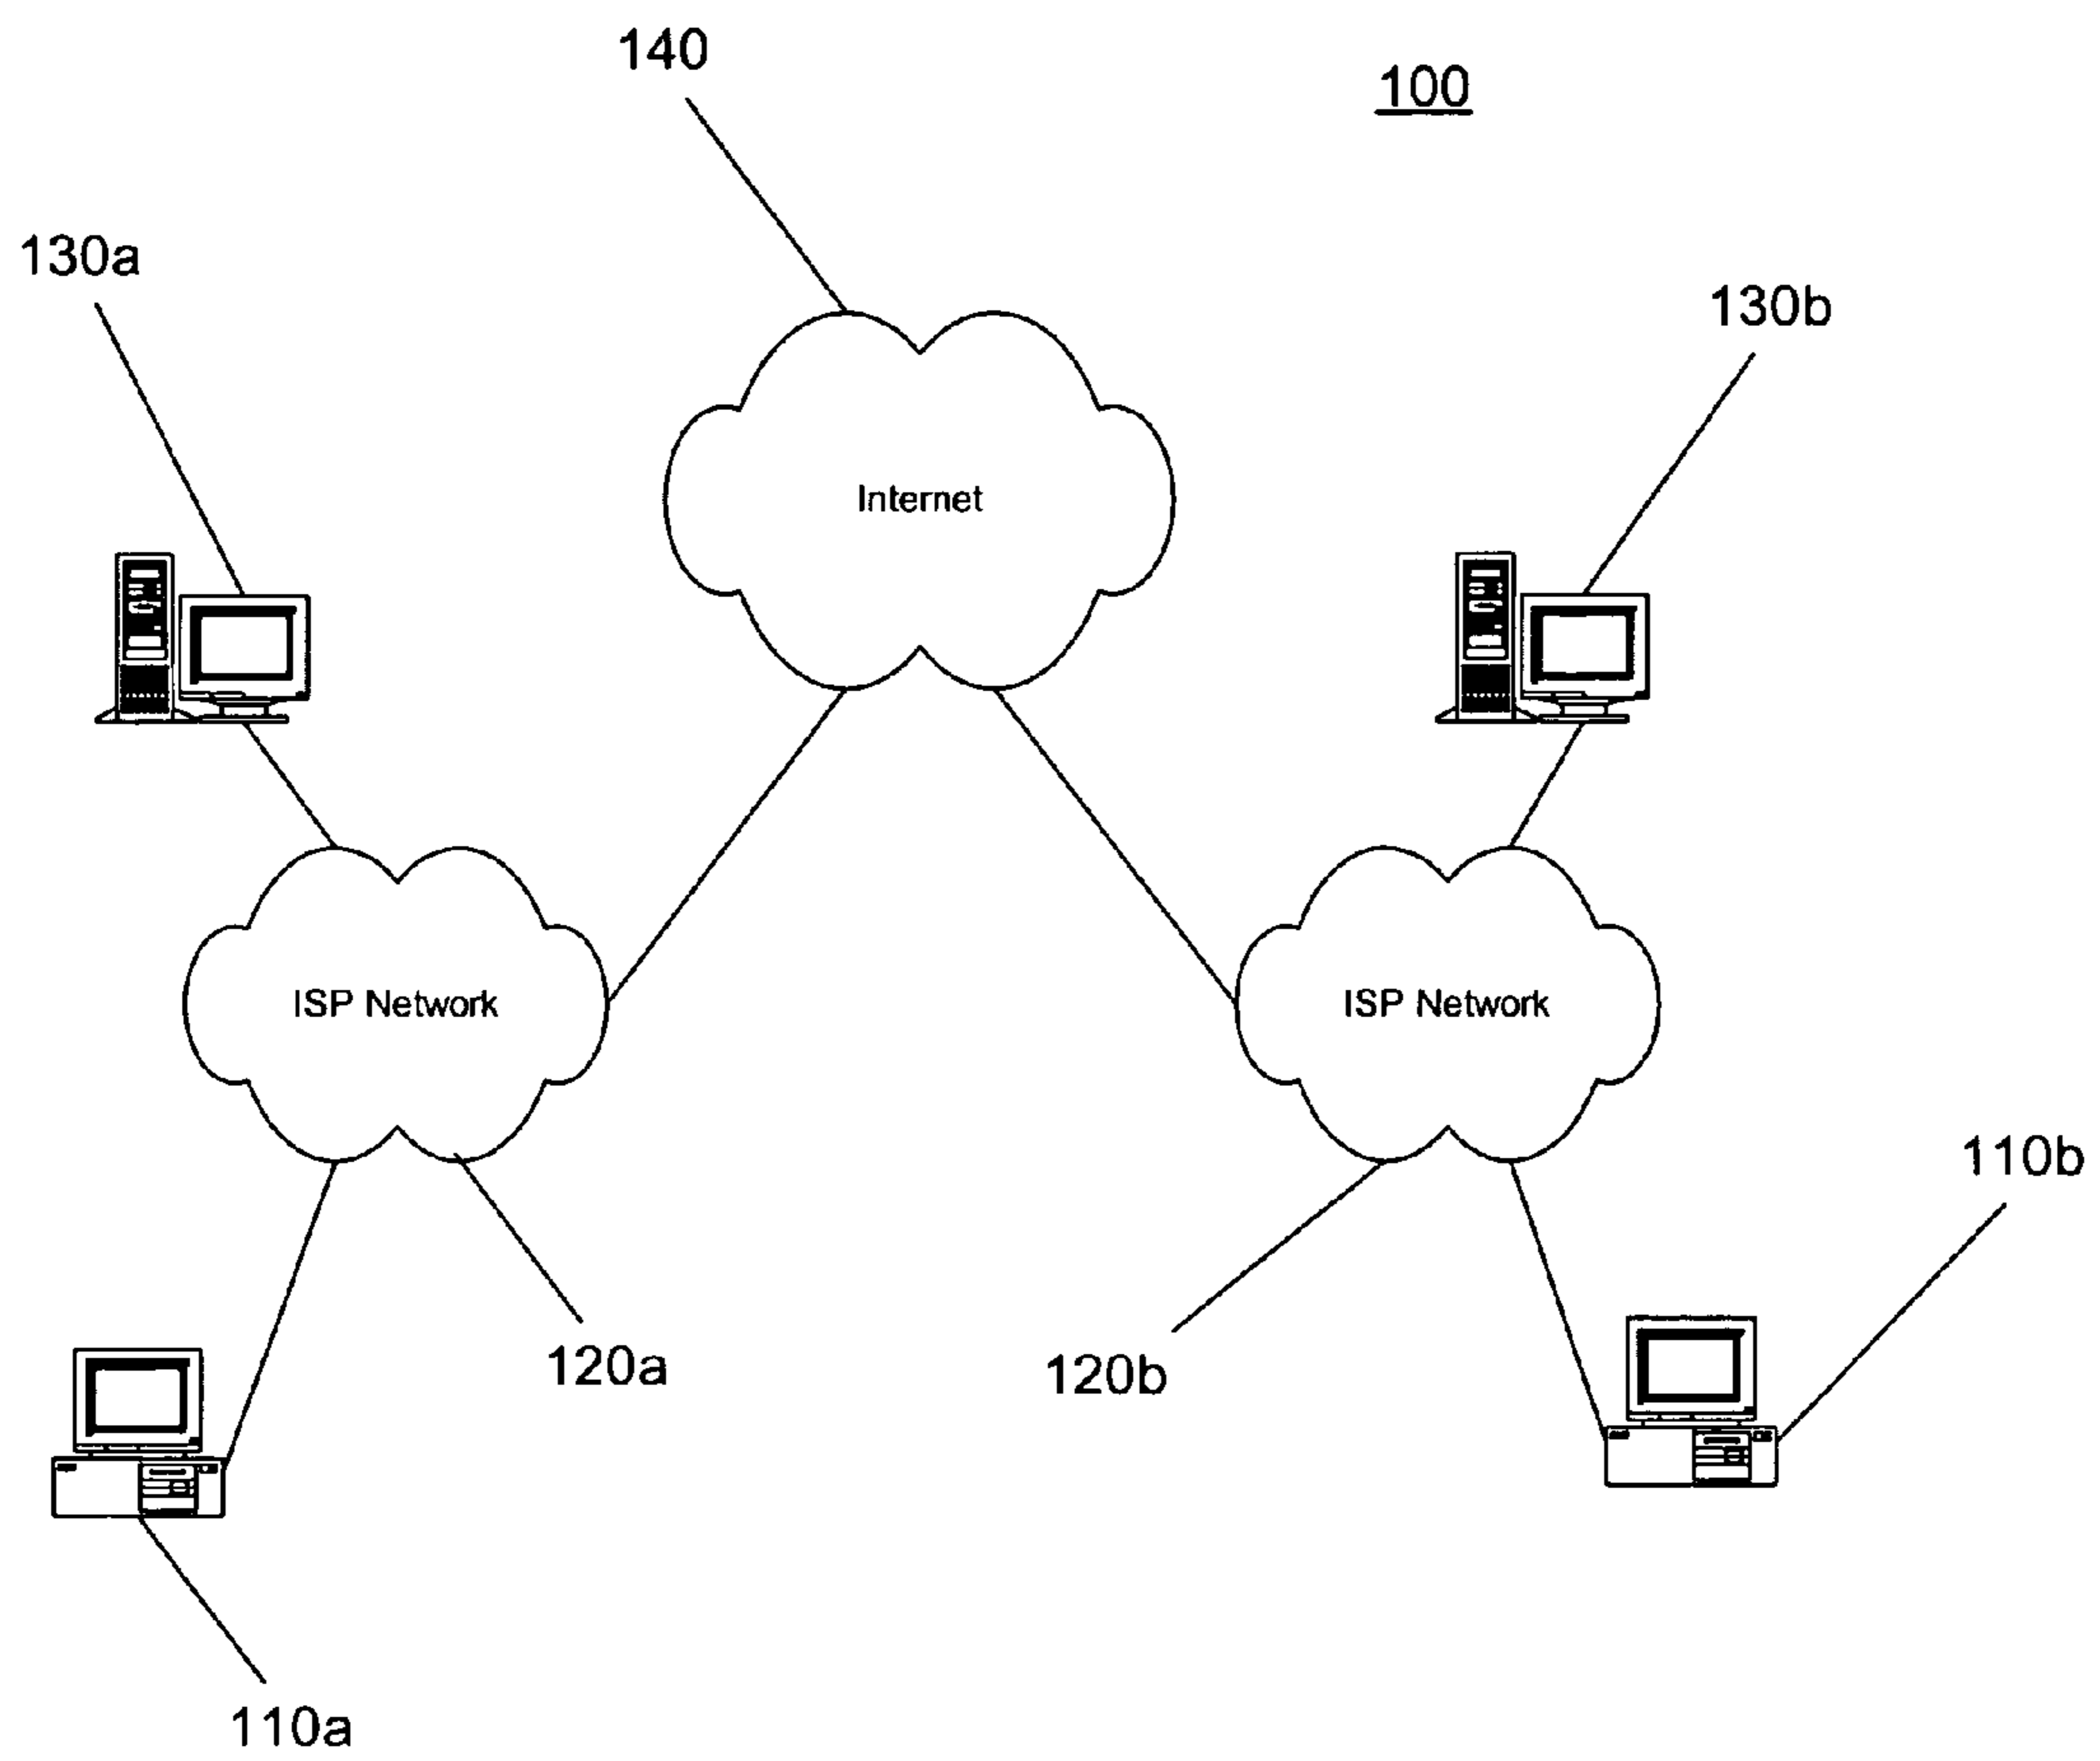 140
100
130a
130b
Internet
ISP Network
ISP Network
110b
120a
120b
110a